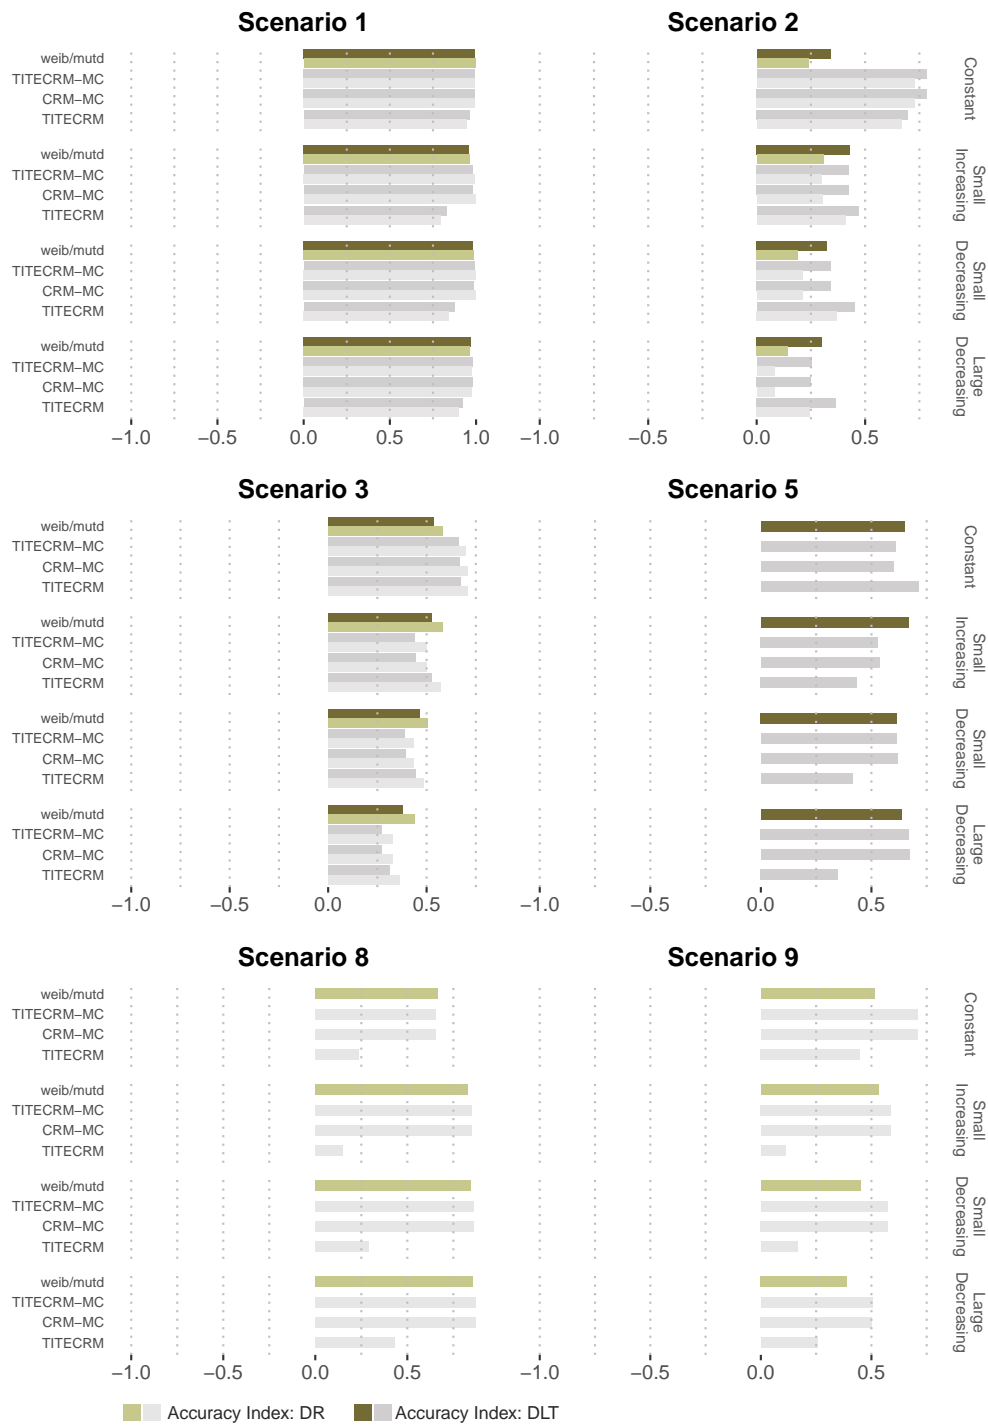 Scenario 1
Scenario 2
weib/mutd
TITECRM−MC
CRM−MC
TITECRM
Constant
weib/mutd
TITECRM−MC
CRM−MC
TITECRM
Small
Increasing
weib/mutd
TITECRM−MC
CRM−MC
TITECRM
Small
Decreasing
weib/mutd
TITECRM−MC
CRM−MC
TITECRM
Large
Decreasing
−1.0 −0.5 0.0 0.5 1.0
−1.0 −0.5 0.0 0.5
Scenario 3
Scenario 5
weib/mutd
TITECRM−MC
CRM−MC
TITECRM
Constant
weib/mutd
TITECRM−MC
CRM−MC
TITECRM
Small
Increasing
weib/mutd
TITECRM−MC
CRM−MC
TITECRM
Small
Decreasing
weib/mutd
TITECRM−MC
CRM−MC
TITECRM
Large
Decreasing
−1.0 −0.5 0.0 0.5
−1.0 −0.5 0.0 0.5
Scenario 8
Scenario 9
weib/mutd
TITECRM−MC
CRM−MC
TITECRM
Constant
weib/mutd
TITECRM−MC
CRM−MC
TITECRM
Small
Increasing
weib/mutd
TITECRM−MC
CRM−MC
TITECRM
Small
Decreasing
weib/mutd
TITECRM−MC
CRM−MC
TITECRM
Large
Decreasing
−1.0 −0.5 0.0 0.5
−1.0 −0.5 0.0 0.5
Accuracy Index: DR Accuracy Index: DLT